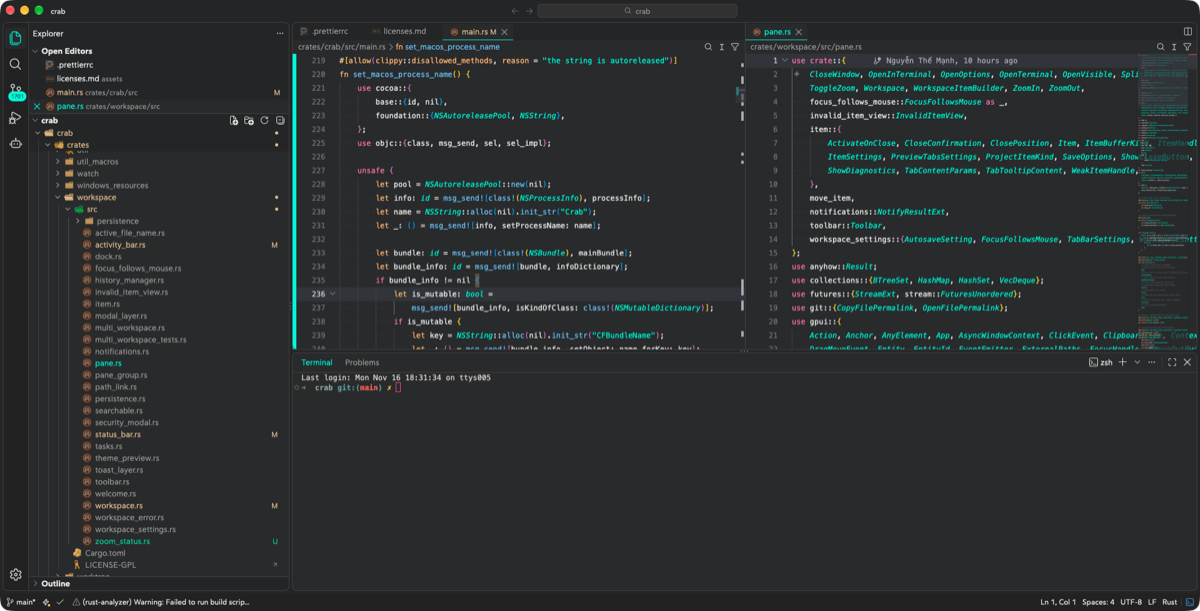 crab
crab
Explorer
Open Editors
.prettierrc
licenses.md assets
main.rs crates/crab/src M
pane.rs crates/workspace/src
1761
crab
crab
crates
util
util_macros
watch
windows_resources
workspace
src
persistence
active_file_name.rs
activity_bar.rs M
dock.rs
focus_follows_mouse.rs
history_manager.rs
invalid_item_view.rs
item.rs
modal_layer.rs
multi_workspace.rs
multi_workspace_tests.rs
notifications.rs
pane.rs
pane_group.rs
path_link.rs
persistence.rs
searchable.rs
security_modal.rs
status_bar.rs M
tasks.rs
theme_preview.rs
toast_layer.rs
toolbar.rs
welcome.rs
workspace.rs M
workspace_error.rs
workspace_settings.rs
zoom_status.rs U
Cargo.toml
LICENSE-GPL
Outline
.prettierrc licenses.md main.rs M
crates/crab/src/main.rs > fn set_macos_process_name
219 #[allow(clippy::disallowed_methods, reason = "the string is autoreleased")]
220 fn set_macos_process_name() {
221 use cocoa::{
222 base::{id, nil},
223 foundation::{NSAutoreleasePool, NSString},
224 };
225 use objc::{class, msg_send, sel, sel_impl};
226
227 unsafe {
228 let pool = NSAutoreleasePool::new(nil);
229 let info: id = msg_send![class!(NSProcessInfo), processInfo];
230 let name = NSString::alloc(nil).init_str("Crab");
231 let _: () = msg_send![info, setProcessName: name];
232
233 let bundle: id = msg_send![class!(NSBundle), mainBundle];
234 let bundle_info: id = msg_send![bundle, infoDictionary];
235 if bundle_info != nil {
236 let is_mutable: bool =
237 msg_send![bundle_info, isKindOfClass: class!(NSMutableDictionary)];
238 if is_mutable {
239 let key = NSString::alloc(nil).init_str("CFBundleName");
240 let _: () = msg_send![bundle_info, setObject: name forKey: key];
pane.rs
crates/workspace/src/pane.rs
1 use crate::{ Nguyễn Thế Mạnh, 10 hours ago
2 CloseWindow, OpenInTerminal, OpenOptions, OpenTerminal, OpenVisible,
3 ToggleZoom, Workspace, WorkspaceItemBuilder, ZoomIn, ZoomOut,
4 focus_follows_mouse::FocusFollowsMouse as _,
5 invalid_item_view::InvalidItemView,
6 item::{
7 ActivateOnClose, CloseConfirmation, ClosePosition, Item,
8 ItemSettings, PreviewTabsSettings, ProjectItemKind, SaveOptions,
9 ShowDiagnostics, TabContentParams, TabTooltipContent, WeakItemHandle,
10 },
11 move_item,
12 notifications::NotifyResultExt,
13 toolbar::Toolbar,
14 workspace_settings::{AutosaveSetting, FocusFollowsMouse, TabBarSettings,
15 };
16 use anyhow::Result;
17 use collections::{BTreeSet, HashMap, HashSet, VecDeque};
18 use futures::{StreamExt, stream::FuturesUnordered};
19 use git::{CopyFilePermalink, OpenFilePermalink};
20 use gpui::{
21 Action, Anchor, AnyElement, App, AsyncWindowContext, ClickEvent,
Terminal Problems zsh
Last login: Mon Nov 16 18:31:34 on ttys005
crab git:(main) ✗
main* (rust-analyzer) Warning: Failed to run build scrip… Ln 1, Col 1 Spaces: 4 UTF-8 LF Rust